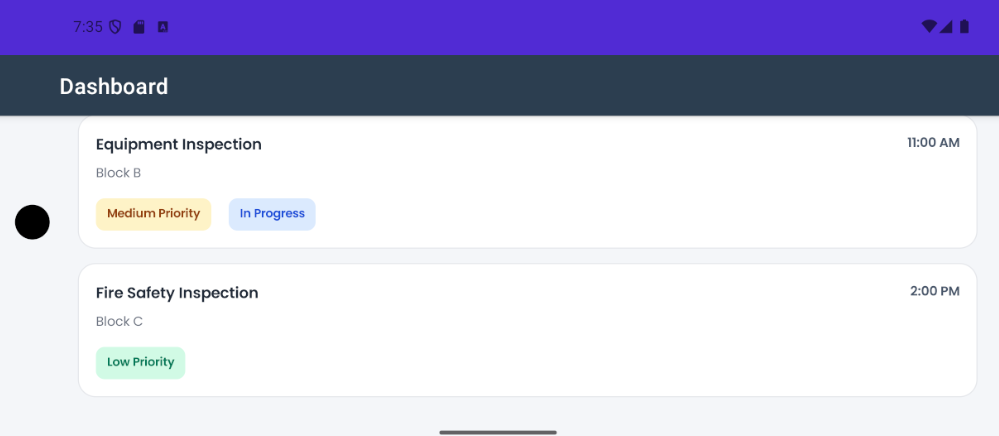 7:35
Dashboard
Equipment Inspection 11:00 AM
Block B
Medium Priority In Progress
Fire Safety Inspection 2:00 PM
Block C
Low Priority